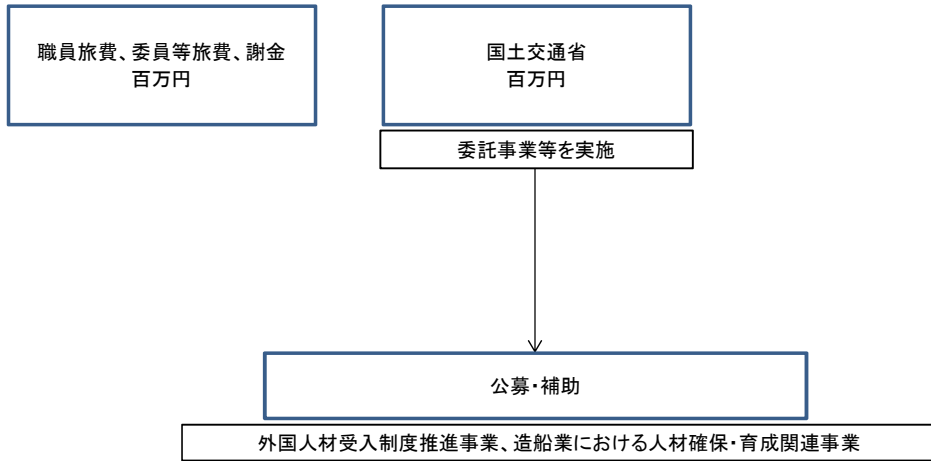 職員旅費、委員等旅費、謝金
百万円
国土交通省
百万円
委託事業等を実施
公募・補助
外国人材受入制度推進事業、造船業における人材確保・育成関連事業